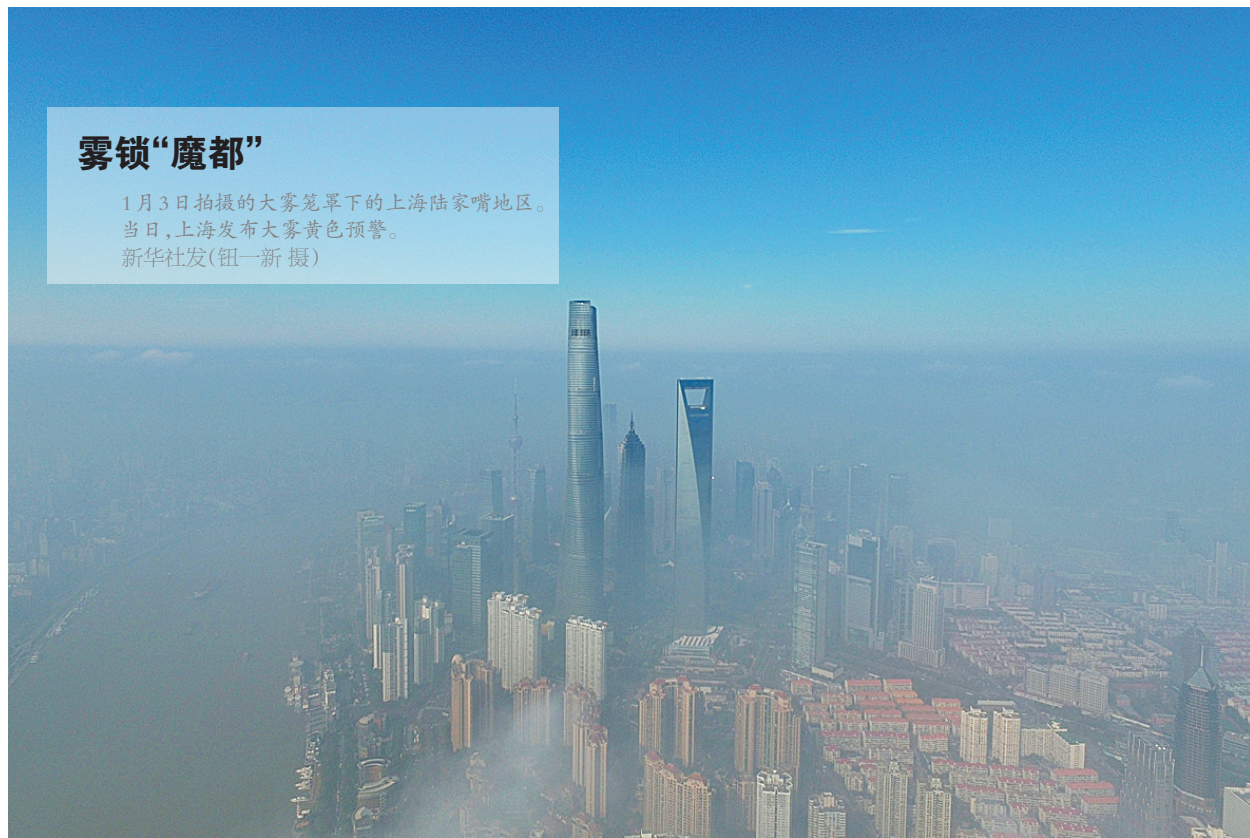 雾锁“魔都”
1月3日拍摄的大雾笼罩下的上海陆家嘴地区。
当日，上海发布大雾黄色预警。
新华社发(钮一新 摄)